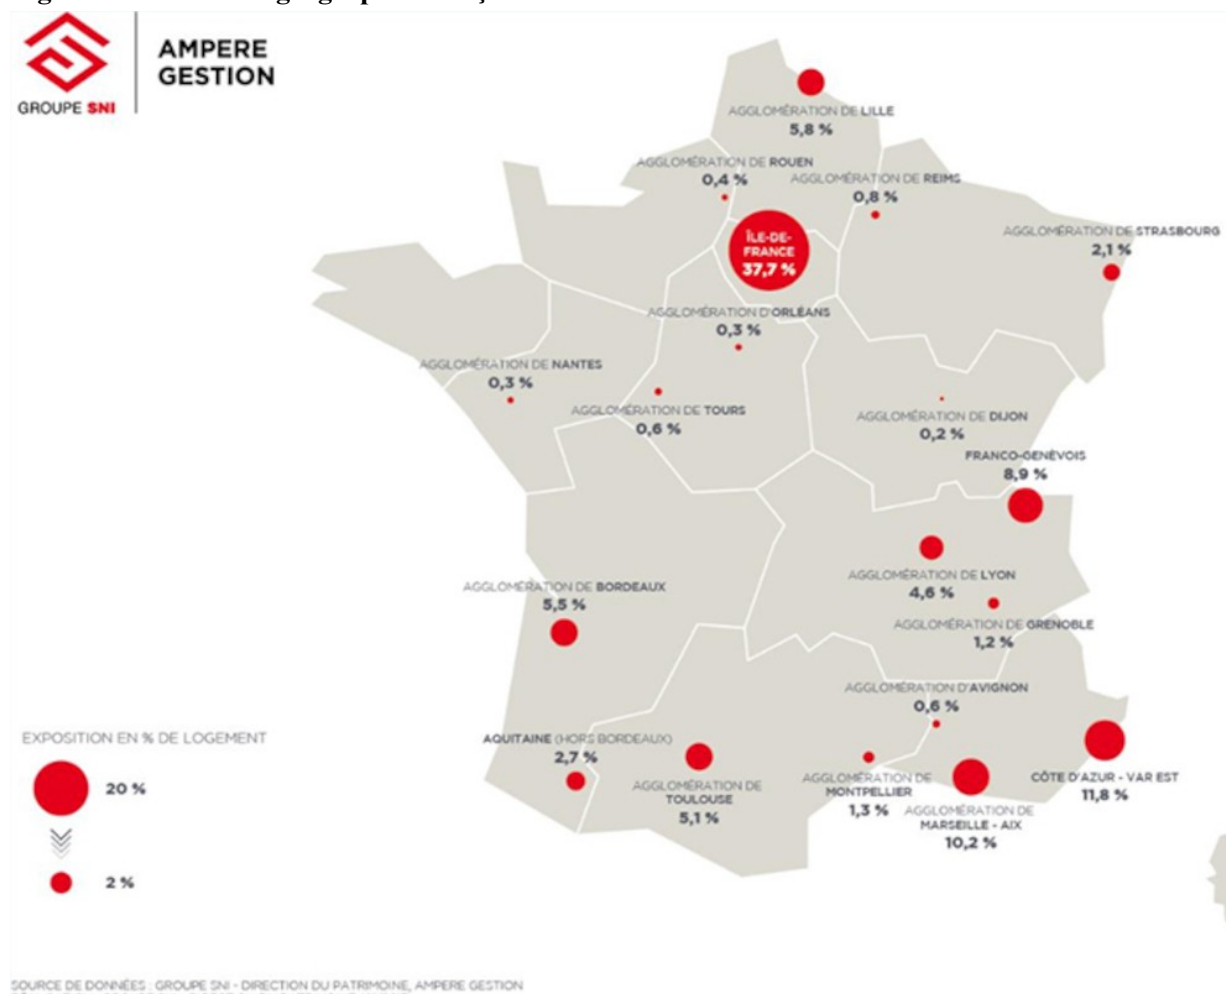 GROUPE SNI
AMPERE
GESTION
AGGLOMÉRATION DE LILLE
5,8 %
AGGLOMÉRATION DE ROUEN
0,4 %
AGGLOMÉRATION DE REIMS
0,8 %
AGGLOMÉRATION DE STRASBOURG
2,1 %
ÎLE-DE-
FRANCE
37,7 %
AGGLOMÉRATION D'ORLÉANS
0,3 %
AGGLOMÉRATION DE NANTES
0,3 %
AGGLOMÉRATION DE TOURS
0,6 %
AGGLOMÉRATION DE DIJON
0,2 %
FRANCO-GENÈVOIS
8,9 %
AGGLOMÉRATION DE LYON
4,6 %
AGGLOMÉRATION DE GRENOBLE
1,2 %
AGGLOMÉRATION DE BORDEAUX
5,5 %
AGGLOMÉRATION D'AVIGNON
0,6 %
AQUITAINE (HORS BORDEAUX)
2,7 %
AGGLOMÉRATION DE
TOULOUSE
5,1 %
AGGLOMÉRATION DE
MONTPELLIER
1,3 %
AGGLOMÉRATION DE
MARSEILLE - AIX
10,2 %
CÔTE D'AZUR - VAR EST
11,8 %
EXPOSITION EN % DE LOGEMENT
20 %
2 %
SOURCE DE DONNÉES : GROUPE SNI - DIRECTION DU PATRIMOINE, AMPERE GESTION